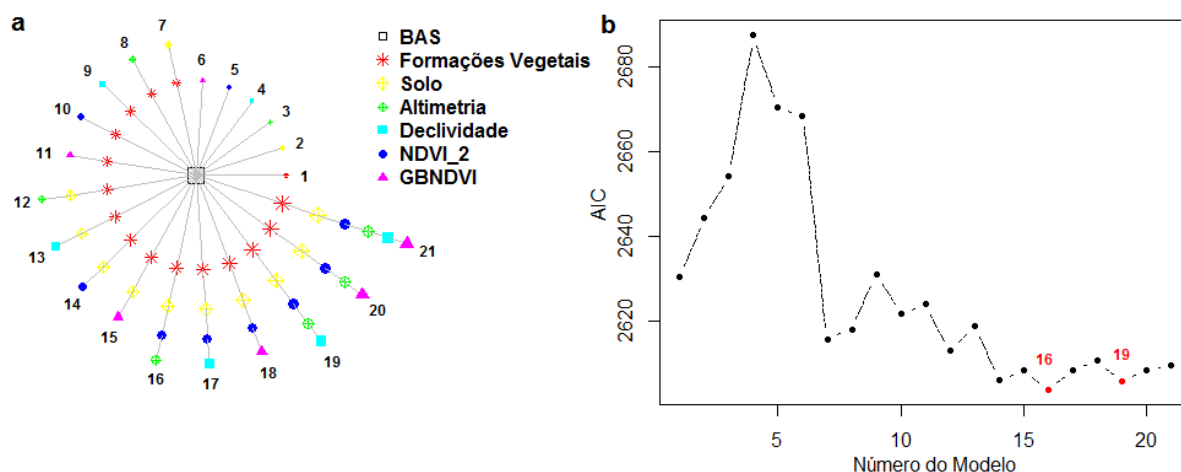 a
BAS
Formações Vegetais
Solo
Altimetria
Declividade
NDVI_2
GBNDVI
1
2
3
4
5
6
7
8
9
10
11
12
13
14
15
16
17
18
19
20
21
b
AIC
2680
2660
2640
2620
16
19
5
10
15
20
Número do Modelo